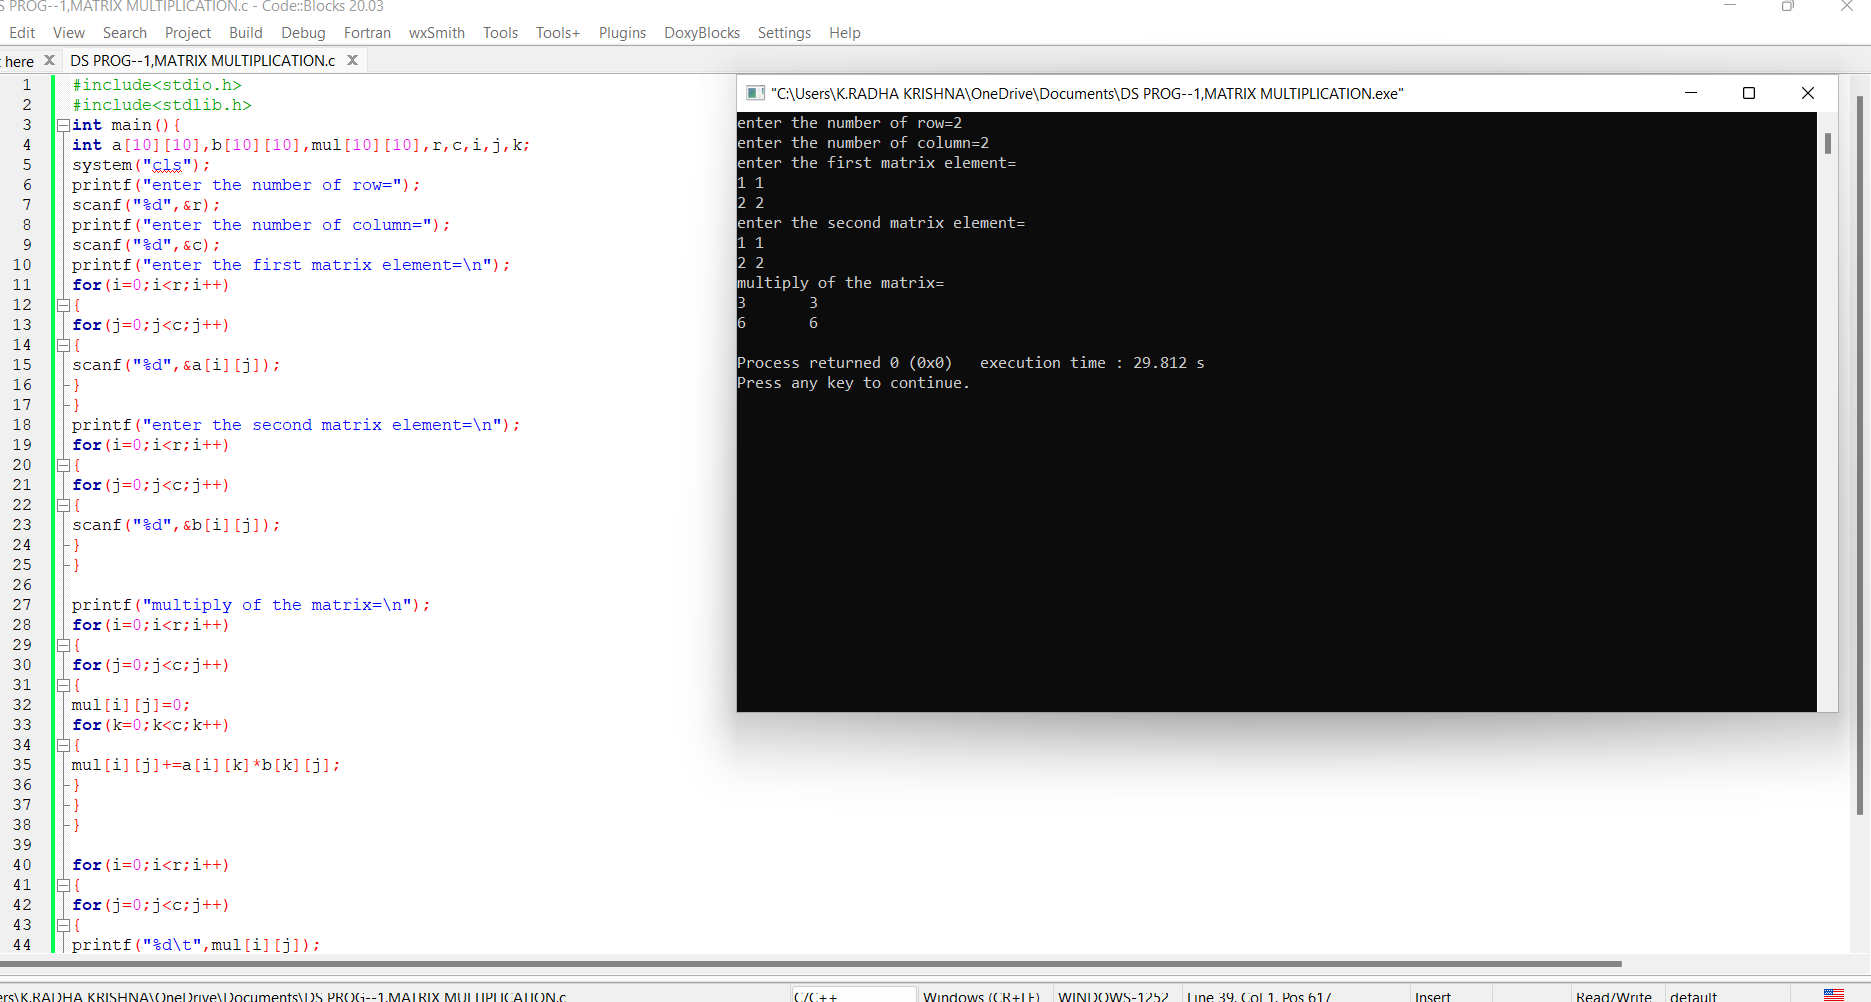 S PROG--1,MATRIX MULTIPLICATION.c - Code::Blocks 20.03
Edit View Search Project Build Debug Fortran wxSmith Tools Tools+ Plugins DoxyBlocks Settings Help
here DS PROG--1,MATRIX MULTIPLICATION.c
1 #include<stdio.h>
2 #include<stdlib.h>
3 int main(){
4 int a[10][10],b[10][10],mul[10][10],r,c,i,j,k;
5 system("cls");
6 printf("enter the number of row=");
7 scanf("%d",&r);
8 printf("enter the number of column=");
9 scanf("%d",&c);
10 printf("enter the first matrix element=\n");
11 for(i=0;i<r;i++)
12 {
13 for(j=0;j<c;j++)
14 {
15 scanf("%d",&a[i][j]);
16 }
17 }
18 printf("enter the second matrix element=\n");
19 for(i=0;i<r;i++)
20 {
21 for(j=0;j<c;j++)
22 {
23 scanf("%d",&b[i][j]);
24 }
25 }
26
27 printf("multiply of the matrix=\n");
28 for(i=0;i<r;i++)
29 {
30 for(j=0;j<c;j++)
31 {
32 mul[i][j]=0;
33 for(k=0;k<c;k++)
34 {
35 mul[i][j]+=a[i][k]*b[k][j];
36 }
37 }
38 }
39
40 for(i=0;i<r;i++)
41 {
42 for(j=0;j<c;j++)
43 {
44 printf("%d\t",mul[i][j]);
"C:\Users\K.RADHA KRISHNA\OneDrive\Documents\DS PROG--1,MATRIX MULTIPLICATION.exe"
enter the number of row=2
enter the number of column=2
enter the first matrix element=
1 1
2 2
enter the second matrix element=
1 1
2 2
multiply of the matrix=
3 3
6 6
Process returned 0 (0x0) execution time : 29.812 s
Press any key to continue.
ers\K.RADHA KRISHNA\OneDrive\Documents\DS PROG--1,MATRIX MULTIPLICATION.c C/C++ Windows (CR+LF) WINDOWS-1252 Line 39, Col 1, Pos 617 Insert Read/Write default